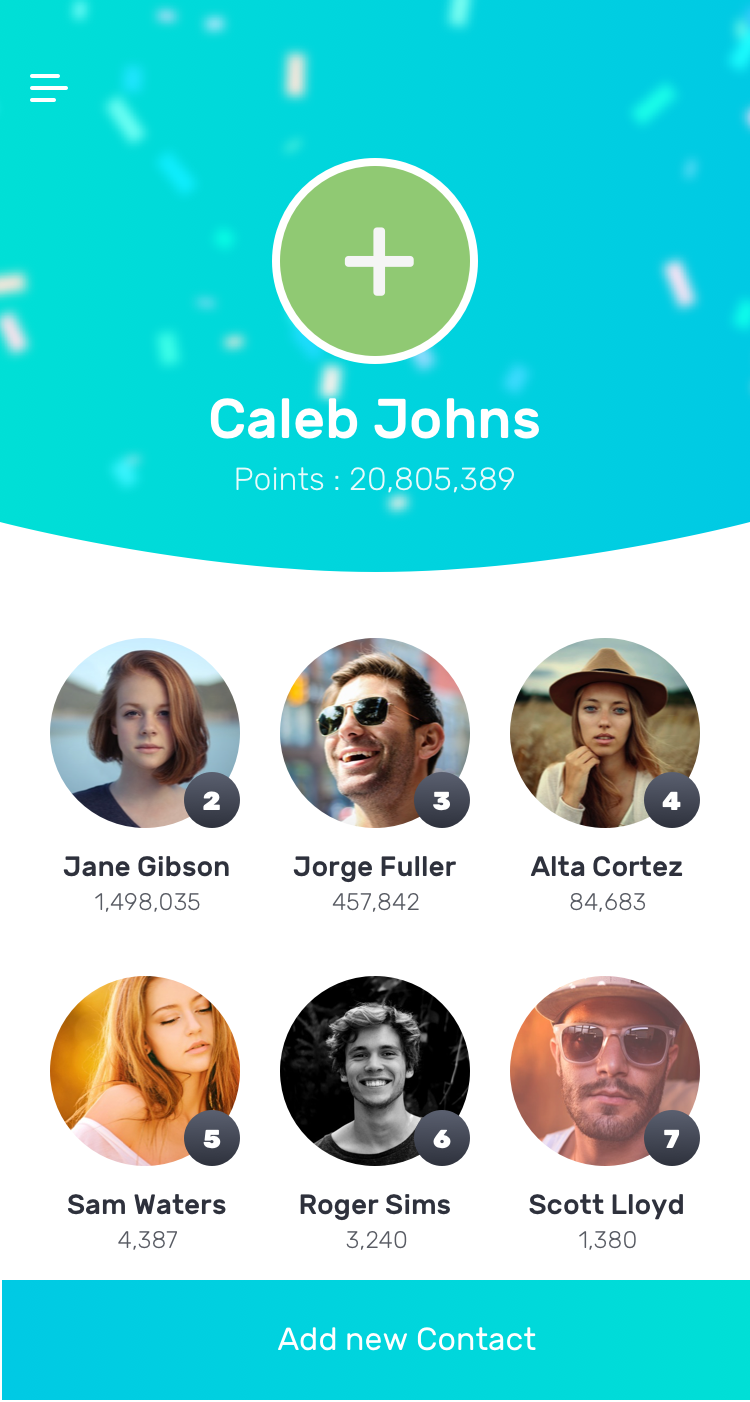 Caleb Johns
Points : 20,805,389
2
3
4
Jane Gibson
Jorge Fuller
Alta Cortez
1,498,035
457,842
84,683
5
6
7
Sam Waters
Roger Sims
Scott Lloyd
4,387
3,240
1,380
Add new Contact